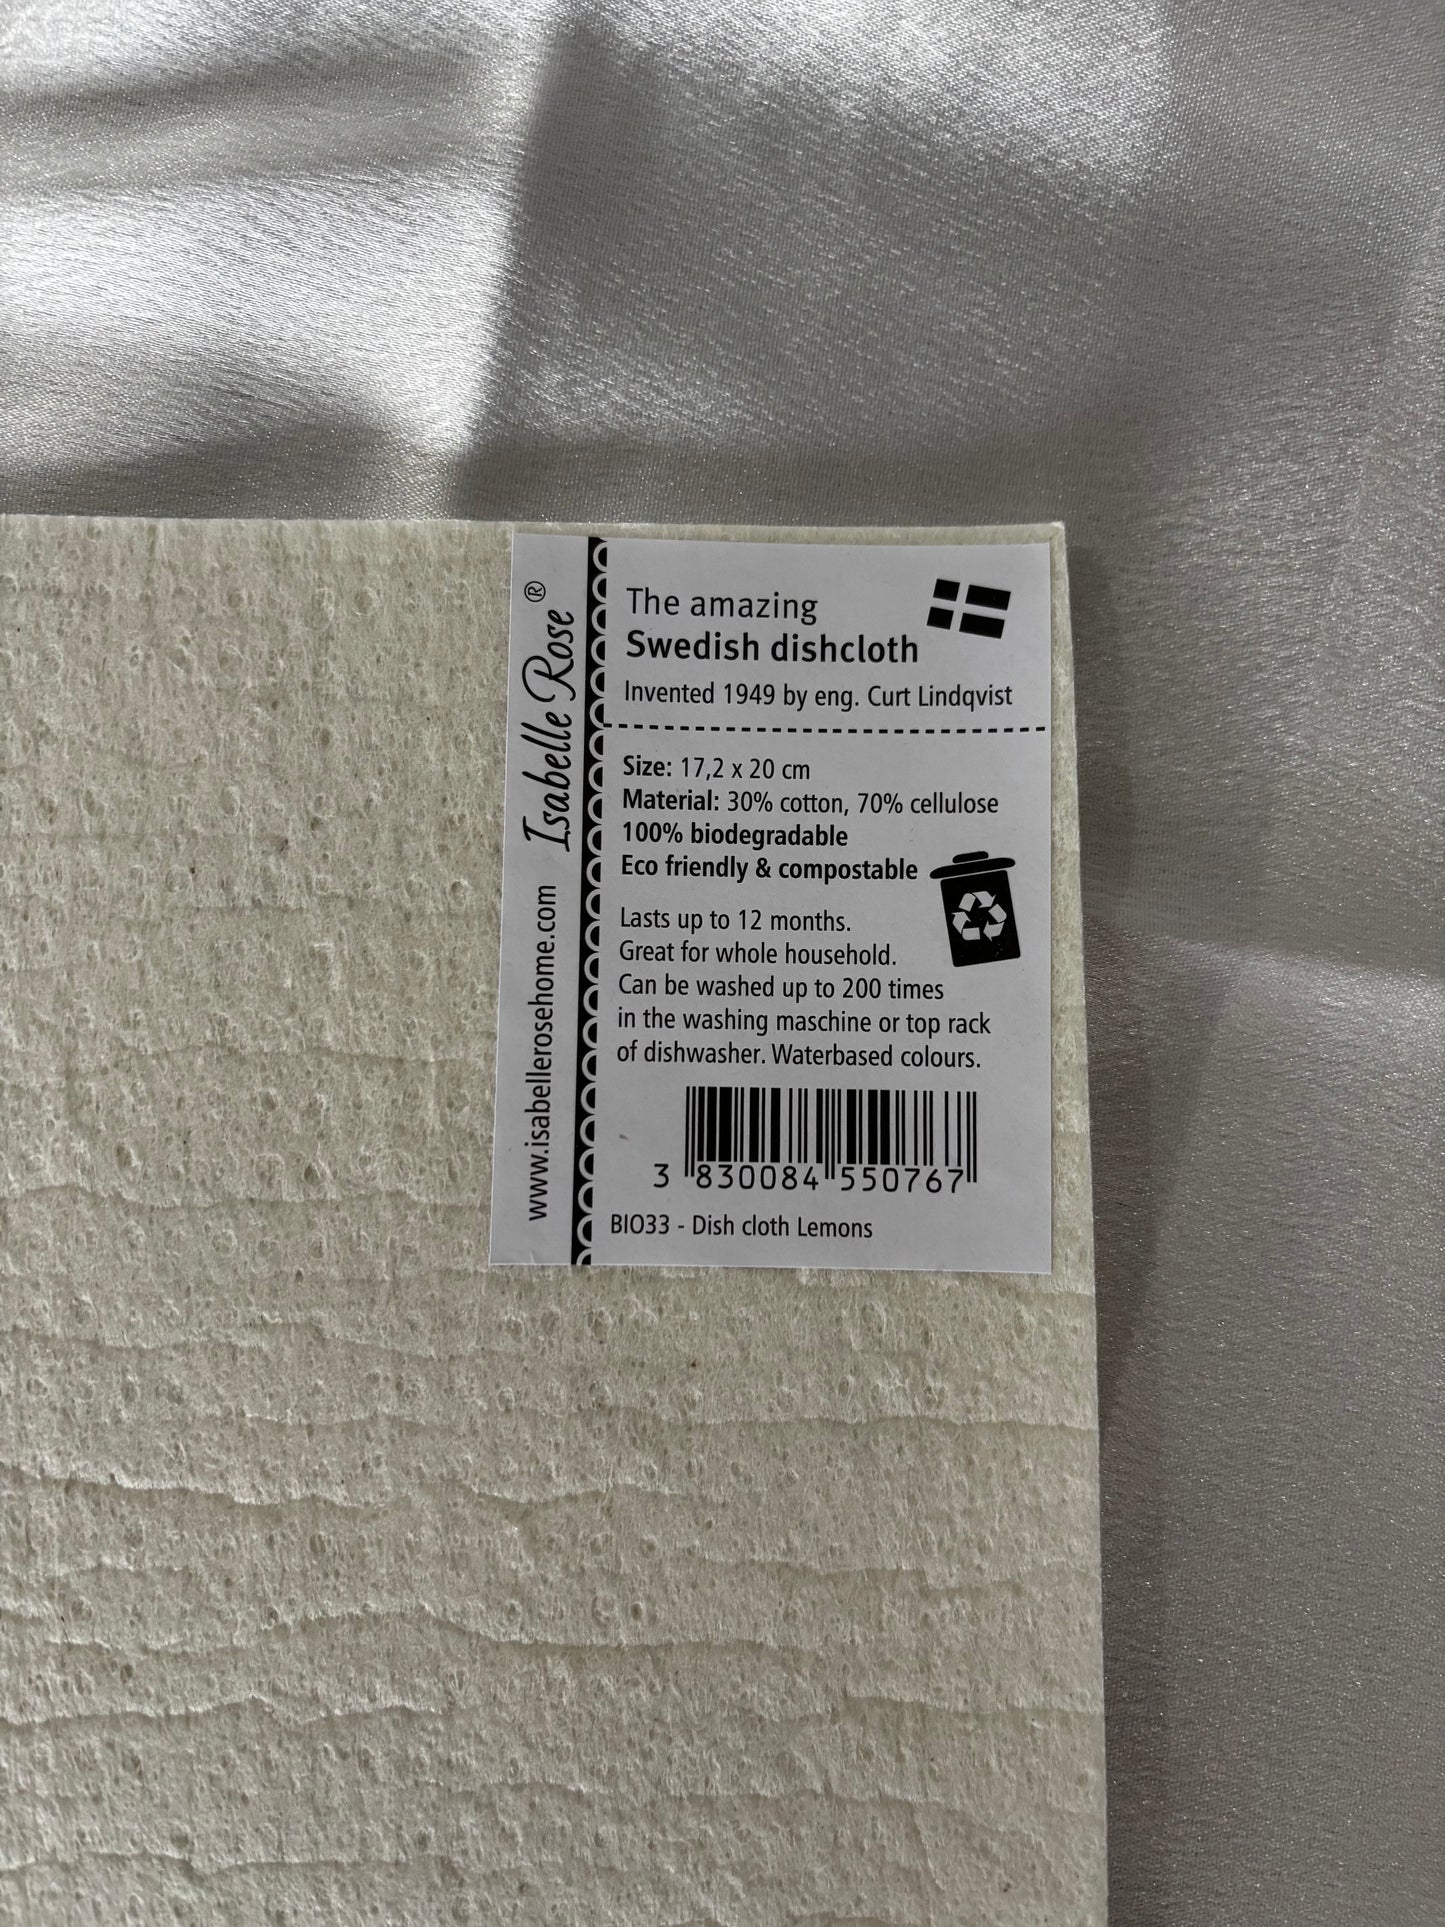 Isabelle Rose®
www.isabellerosehome.com
The amazing
Swedish dishcloth
Invented 1949 by eng. Curt Lindqvist
Size: 17,2 x 20 cm
Material: 30% cotton, 70% cellulose
100% biodegradable
Eco friendly & compostable
Lasts up to 12 months.
Great for whole household.
Can be washed up to 200 times
in the washing maschine or top rack
of dishwasher. Waterbased colours.
3 830084 550767
BIO33 - Dish cloth Lemons